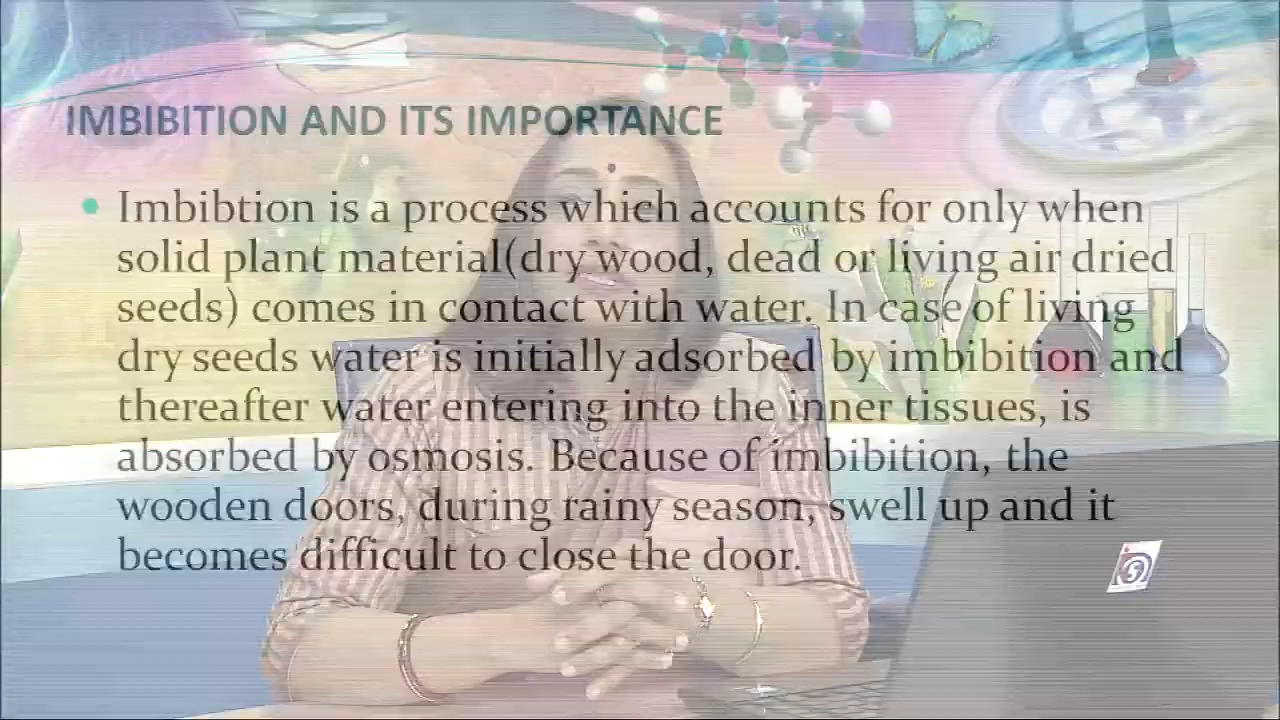 IMBIBITION AND ITS IMPORTANCE
• Imbibtion is a process which accounts for only when
solid plant material(dry wood, dead or living air dried
seeds) comes in contact with water. In case of living
dry seeds water is initially adsorbed by imbibition and
thereafter water entering into the inner tissues, is
absorbed by osmosis. Because of imbibition, the
wooden doors, during rainy season, swell up and it
becomes difficult to close the door.